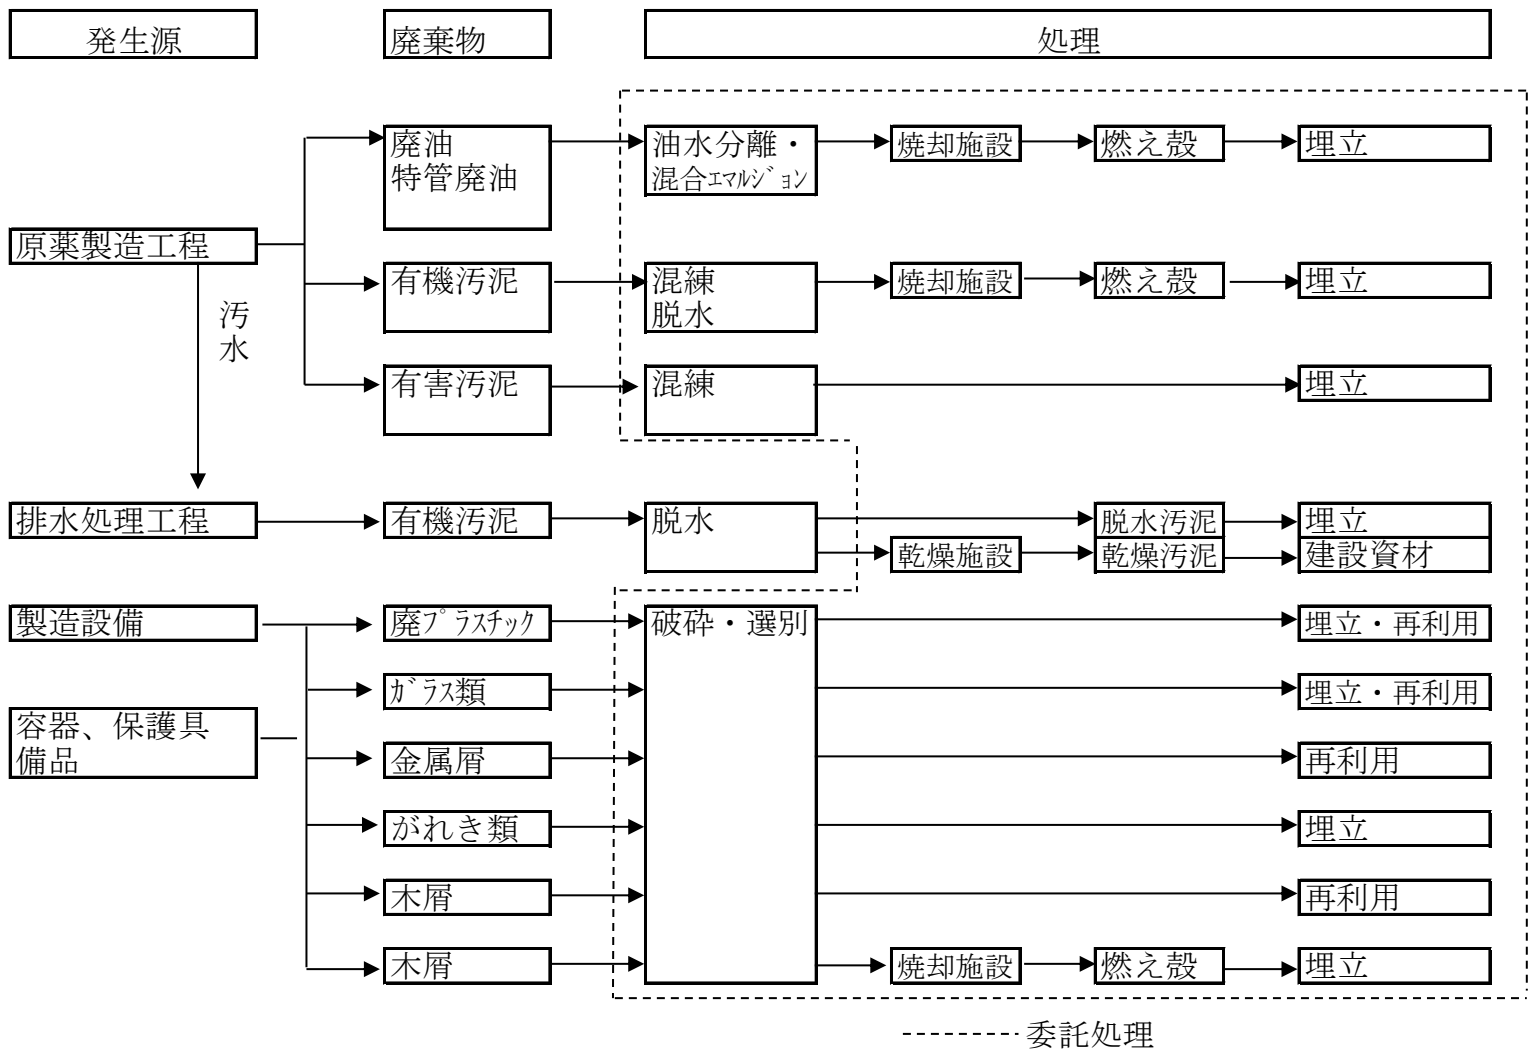 発生源
廃棄物
処理
廃油
特管廃油
油水分離・
混合ｴﾏﾙｼﾞｮﾝ
焼却施設
燃え殻
埋立
原薬製造工程
有機汚泥
混練
脱水
焼却施設
燃え殻
埋立
汚
水
有害汚泥
混練
埋立
排水処理工程
有機汚泥
脱水
脱水汚泥
埋立
乾燥施設
乾燥汚泥
建設資材
製造設備
廃ﾌﾟﾗｽﾁｯｸ
破砕・選別
埋立・再利用
ｶﾞﾗｽ類
埋立・再利用
容器、保護具
備品
金属屑
再利用
がれき類
埋立
木屑
再利用
木屑
焼却施設
燃え殻
埋立
委託処理